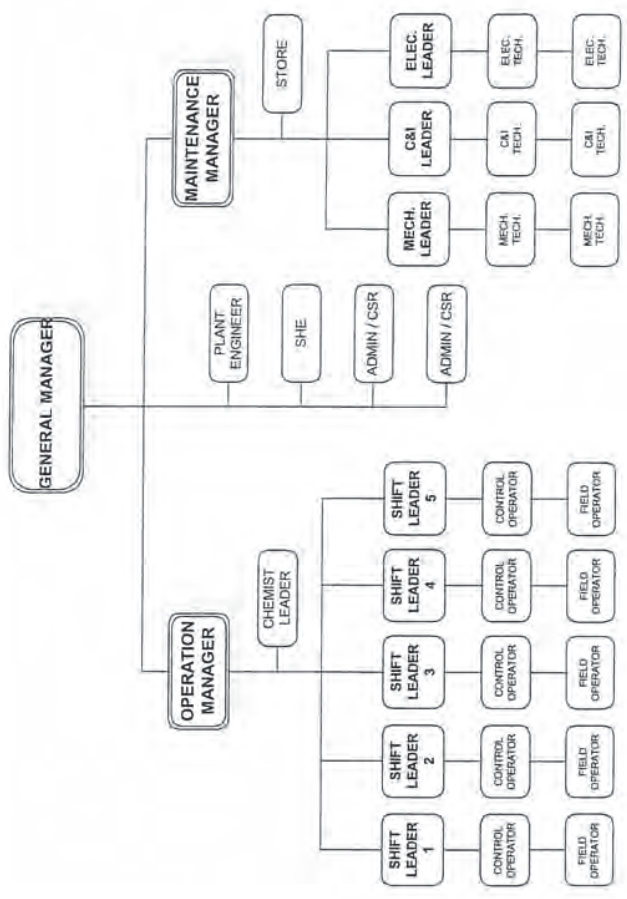 GENERAL MANAGER
OPERATION
MANAGER
MAINTENANCE
MANAGER
CHEMIST
LEADER
PLANT
ENGINEER
SHE
ADMIN / CSR
ADMIN / CSR
STORE
SHIFT
LEADER
1
SHIFT
LEADER
2
SHIFT
LEADER
3
SHIFT
LEADER
4
SHIFT
LEADER
5
MECH.
LEADER
C&I
LEADER
ELEC.
LEADER
CONTROL
OPERATOR
CONTROL
OPERATOR
CONTROL
OPERATOR
CONTROL
OPERATOR
CONTROL
OPERATOR
MECH.
TECH.
C&I
TECH.
ELEC.
TECH.
FIELD
OPERATOR
FIELD
OPERATOR
FIELD
OPERATOR
FIELD
OPERATOR
FIELD
OPERATOR
MECH.
TECH.
C&I
TECH.
ELEC.
TECH.